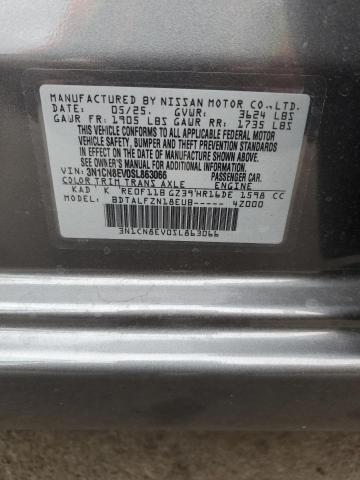 MANUFACTURED BY NISSAN MOTOR CO., LTD.
DATE: 05/25. GVWR: 3624 LBS
GAWR FR: 1905 LBS GAWR RR: 1735 LBS
THIS VEHICLE CONFORMS TO ALL APPLICABLE FEDERAL MOTOR
VEHICLE SAFETY, BUMPER AND THEFT PREVENTION STANDARDS
IN EFFECT ON THE DATE OF MANUFACTURE SHOWN ABOVE.
SEE OWNER'S MANUAL FOR ADDITIONAL INFORMATION.
VIN: 3N1CN8EV0SL863066 PASSENGER CAR.
COLOR TRIM TRANS AXLE ENGINE
KAD K RE0F11B GZ39 HR16DE 1598 CC
MODEL: BDTALFZN18EUB----- 4Z000
3N1CN8EV0SL863066